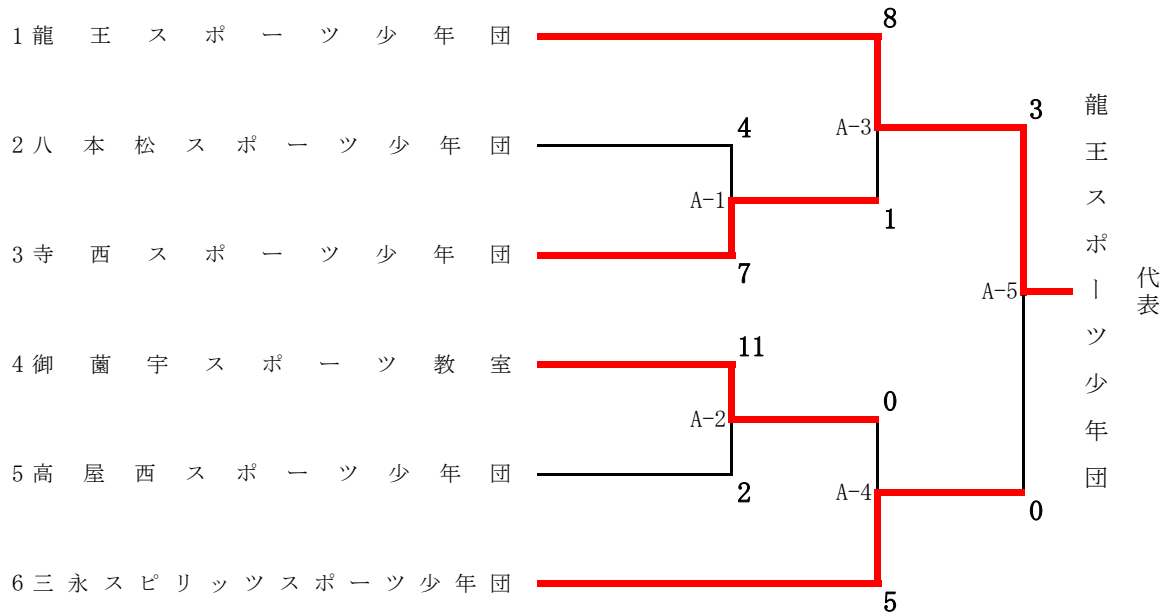 1 龍王スポーツ少年団
8
2 八本松スポーツ少年団
4
A-1
3 寺西スポーツ少年団
7
A-3
1
3
4 御薗宇スポーツ教室
11
A-2
5 高屋西スポーツ少年団
2
0
A-4
6 三永スピリッツスポーツ少年団
5
0
A-5
龍王スポーツ少年団
代表